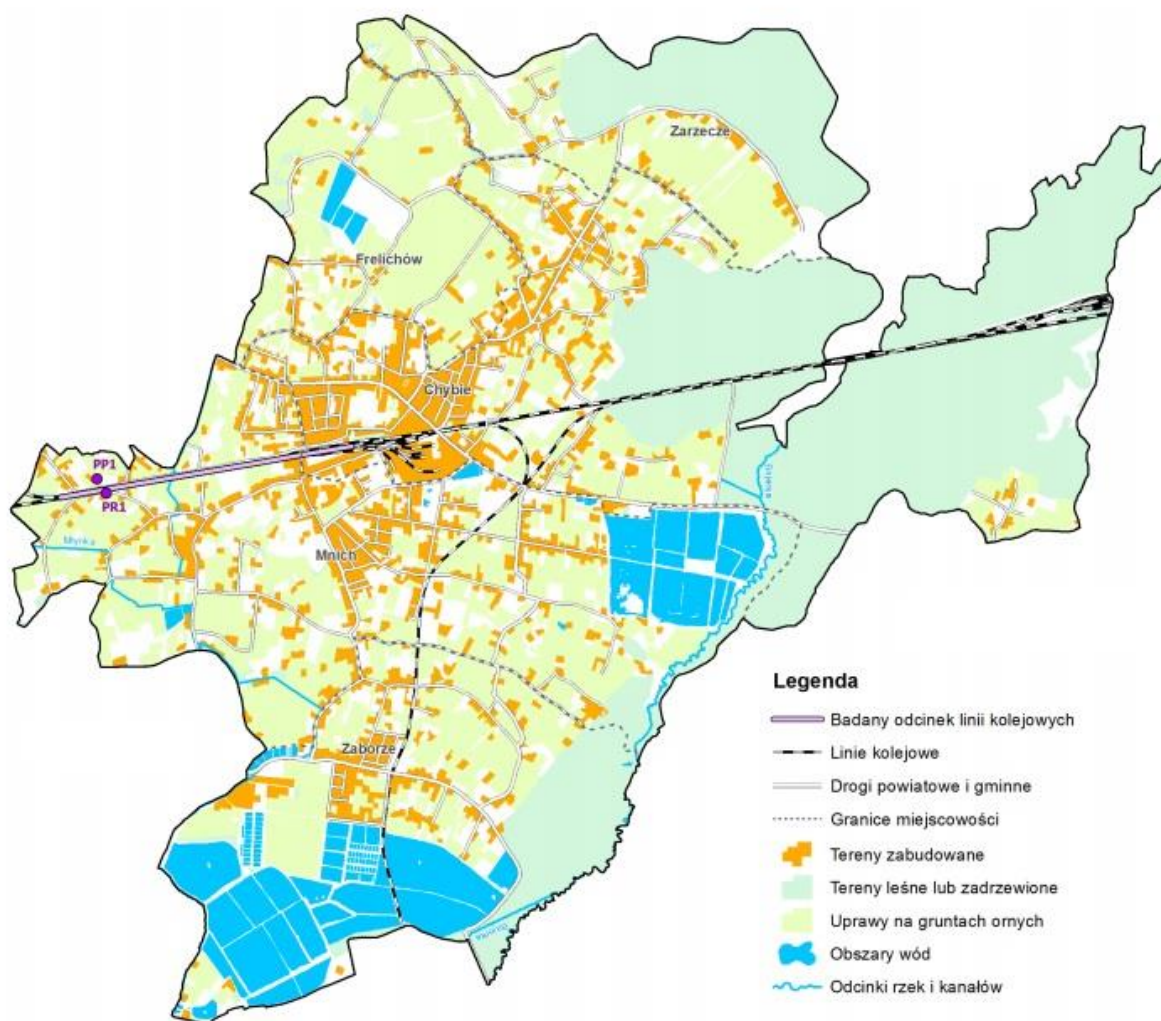 Zarzecze
Frelichów
Chybie
PP1
PR1
Młynka
Mnich
Zaborze
Legenda
Badany odcinek linii kolejowych
Linie kolejowe
Drogi powiatowe i gminne
Granice miejscowości
Tereny zabudowane
Tereny leśne lub zadrzewione
Uprawy na gruntach ornych
Obszary wód
Odcinki rzek i kanałów